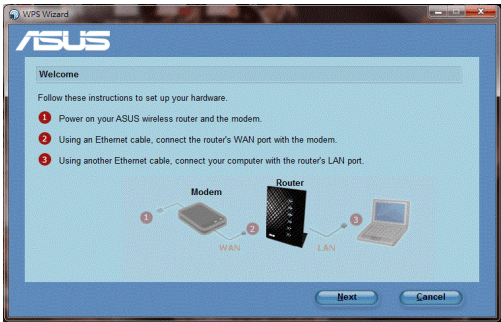 WPS Wizard
ASUS
Welcome
Follow these instructions to set up your hardware.
1 Power on your ASUS wireless router and the modem.
2 Using an Ethernet cable, connect the router's WAN port with the modem.
3 Using another Ethernet cable, connect your computer with the router's LAN port.
Modem
Router
1
2
3
WAN
LAN
Next
Cancel